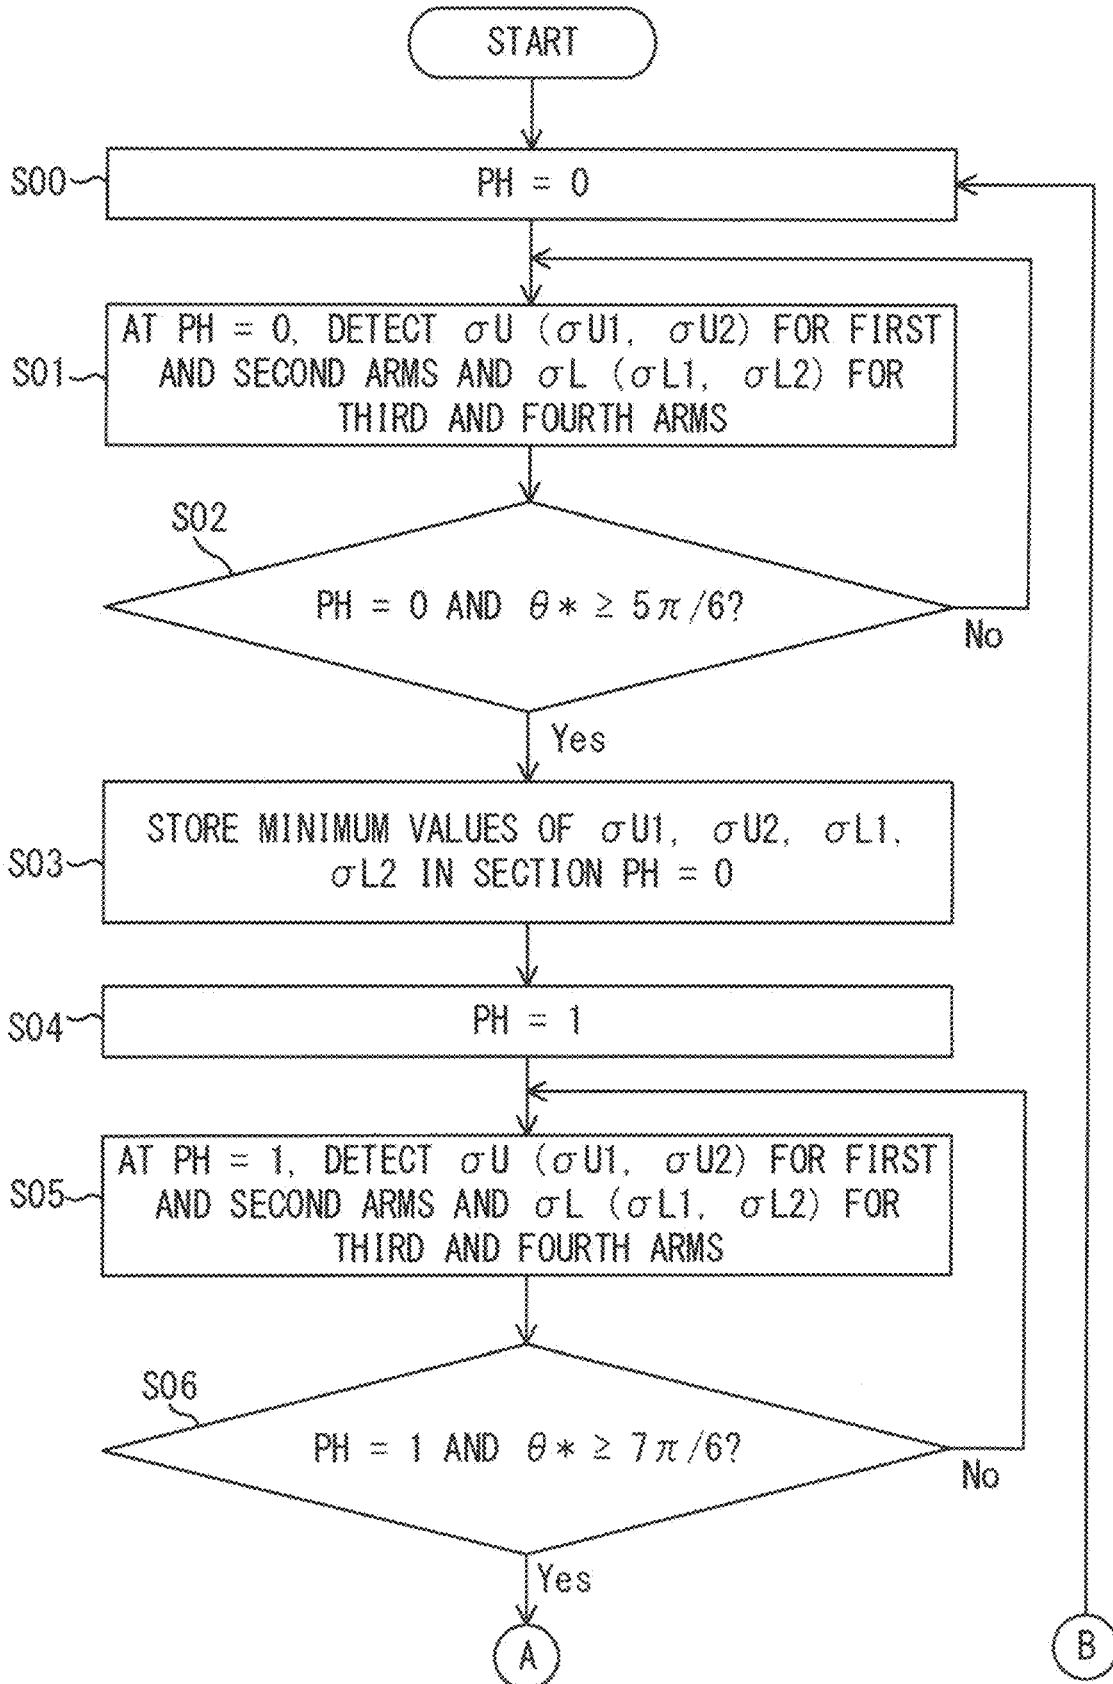 START
S00
PH = 0
S01
AT PH = 0, DETECT σU (σU1, σU2) FOR FIRST
AND SECOND ARMS AND σL (σL1, σL2) FOR
THIRD AND FOURTH ARMS
S02
PH = 0 AND θ* ≥ 5π/6?
No
Yes
S03
STORE MINIMUM VALUES OF σU1, σU2, σL1,
σL2 IN SECTION PH = 0
S04
PH = 1
S05
AT PH = 1, DETECT σU (σU1, σU2) FOR FIRST
AND SECOND ARMS AND σL (σL1, σL2) FOR
THIRD AND FOURTH ARMS
S06
PH = 1 AND θ* ≥ 7π/6?
No
Yes
A
B